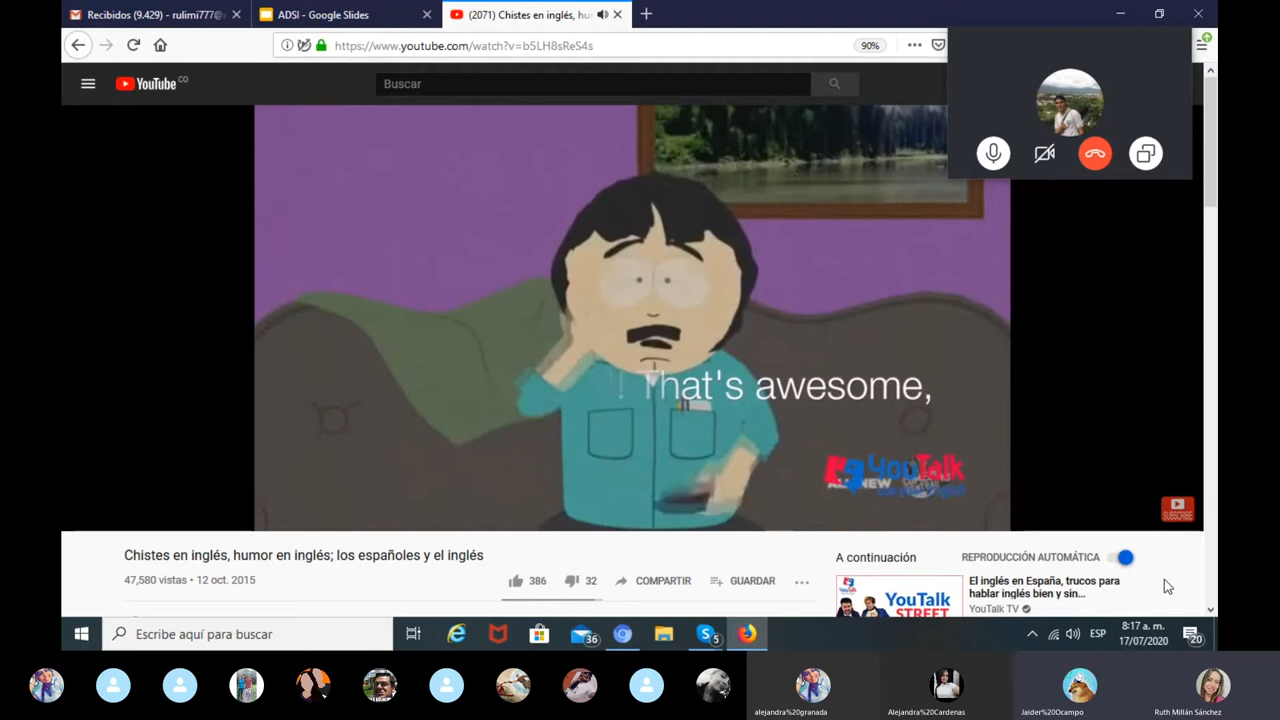 Recibidos (9.429) - rulimi777@
ADSI - Google Slides
(2071) Chistes en inglés, hu
https://www.youtube.com/watch?v=b5LH8sReS4s
90%
YouTube CO
Buscar
That's awesome,
YouTalk
SUBSCRIBE
Chistes en inglés, humor en inglés; los españoles y el inglés
47,580 vistas • 12 oct. 2015
386
32
COMPARTIR
GUARDAR
A continuación
REPRODUCCIÓN AUTOMÁTICA
YouTalk
STREET
El inglés en España, trucos para
hablar inglés bien y sin...
YouTalk TV
Escribe aquí para buscar
36
5
ESP
8:17 a. m.
17/07/2020
20
alejandra%20granada
Alejandra%20Cardenas
Jaider%20Ocampo
Ruth Millán Sánchez